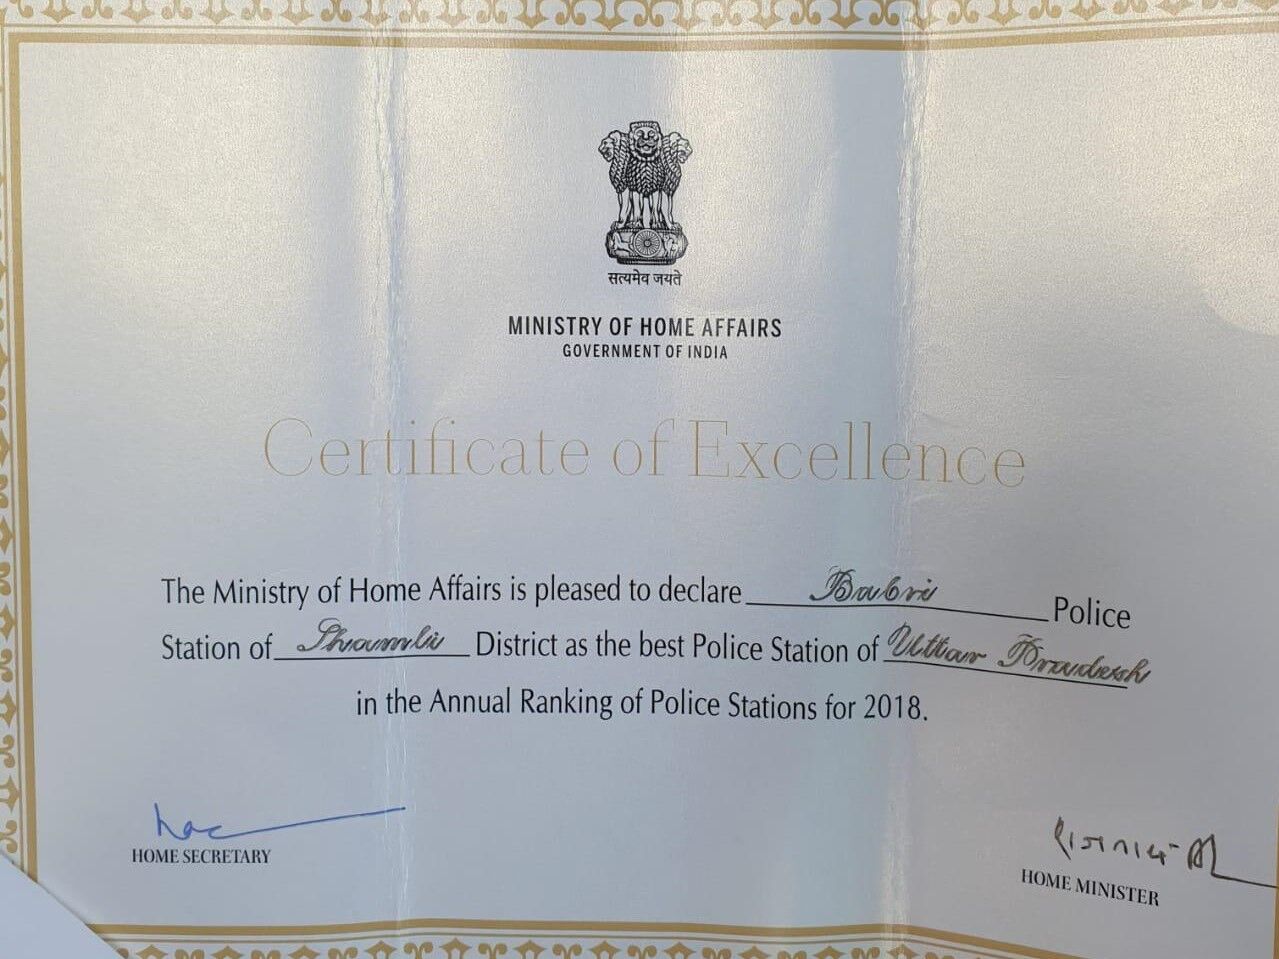 सत्यमेव जयते
MINISTRY OF HOME AFFAIRS
GOVERNMENT OF INDIA
Certificate of Excellence
The Ministry of Home Affairs is pleased to declare Babri Police
Station of Shamli District as the best Police Station of Uttar Pradesh
in the Annual Ranking of Police Stations for 2018.
HOME SECRETARY
HOME MINISTER